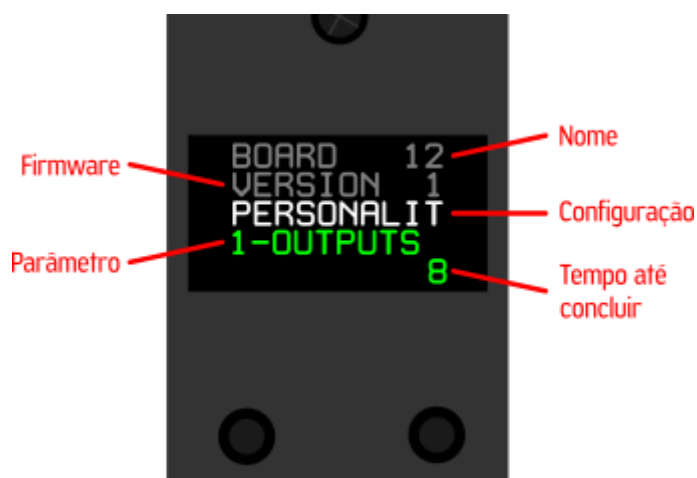 Nome
BOARD 12
Firmware
VERSION 1
PERSONALIT
Configuração
1-OUTPUTS
Parâmetro
8
Tempo até
concluir